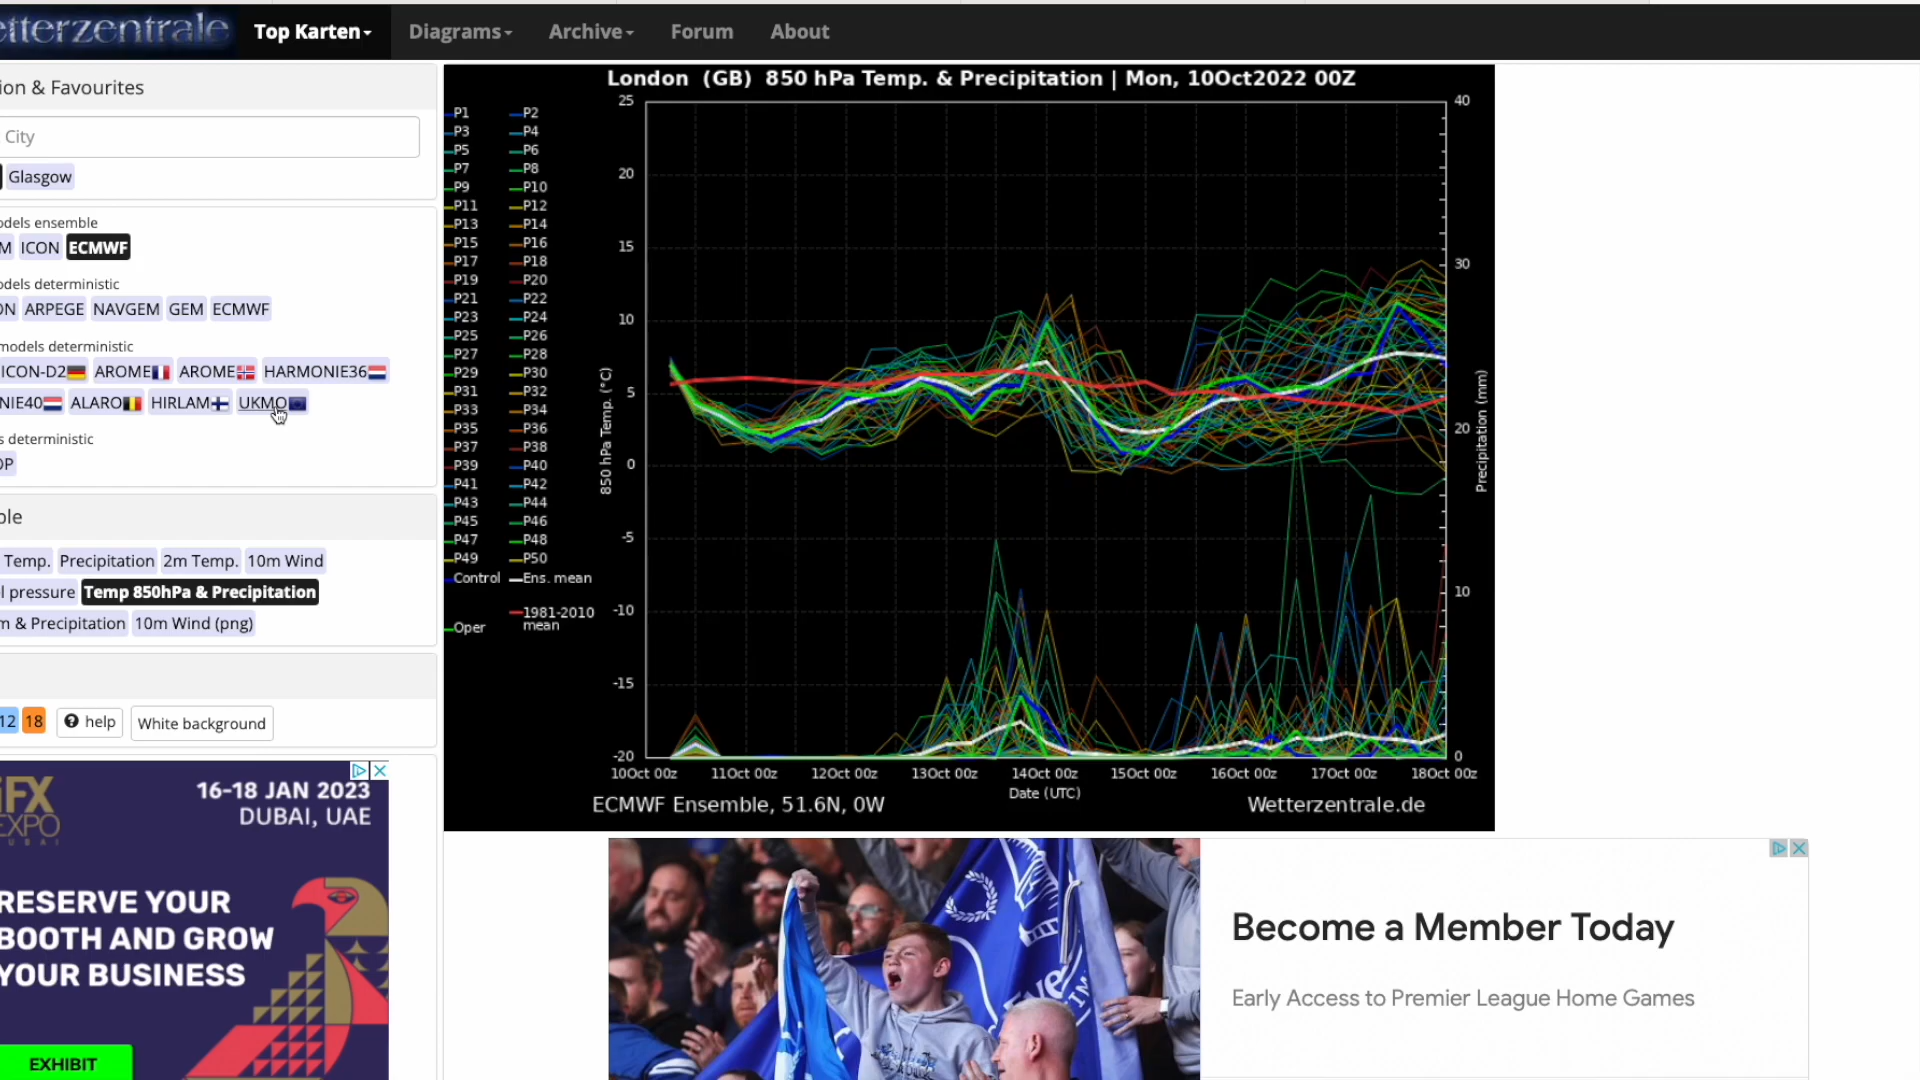 etterzentrale
Top Karten
Diagrams
Archive
Forum
About
ion & Favourites
City
Glasgow
odels ensemble
M ICON ECMWF
odels deterministic
ON ARPEGE NAVGEM GEM ECMWF
models deterministic
ICON-D2 AROME AROME HARMONIE36
NIE40 ALARO HIRLAM UKMO
s deterministic
OP
ble
Temp. Precipitation 2m Temp. 10m Wind
l pressure Temp 850hPa & Precipitation
m & Precipitation 10m Wind (png)
12 18 help White background
iFX
EXPO
DUBAI
16-18 JAN 2023
DUBAI, UAE
RESERVE YOUR
BOOTH AND GROW
YOUR BUSINESS
EXHIBIT
London (GB) 850 hPa Temp. & Precipitation | Mon, 10Oct2022 00Z
P1 P2
P3 P4
P5 P6
P7 P8
P9 P10
P11 P12
P13 P14
P15 P16
P17 P18
P19 P20
P21 P22
P23 P24
P25 P26
P27 P28
P29 P30
P31 P32
P33 P34
P35 P36
P37 P38
P39 P40
P41 P42
P43 P44
P45 P46
P47 P48
P49 P50
Control Ens. mean
1981-2010
mean
Oper
850 hPa Temp. (°C)
25
20
15
10
5
0
-5
-10
-15
-20
40
30
20
10
0
Precipitation (mm)
10Oct 00z 11Oct 00z 12Oct 00z 13Oct 00z 14Oct 00z 15Oct 00z 16Oct 00z 17Oct 00z 18Oct 00z
Date (UTC)
ECMWF Ensemble, 51.6N, 0W
Wetterzentrale.de
Become a Member Today
Early Access to Premier League Home Games